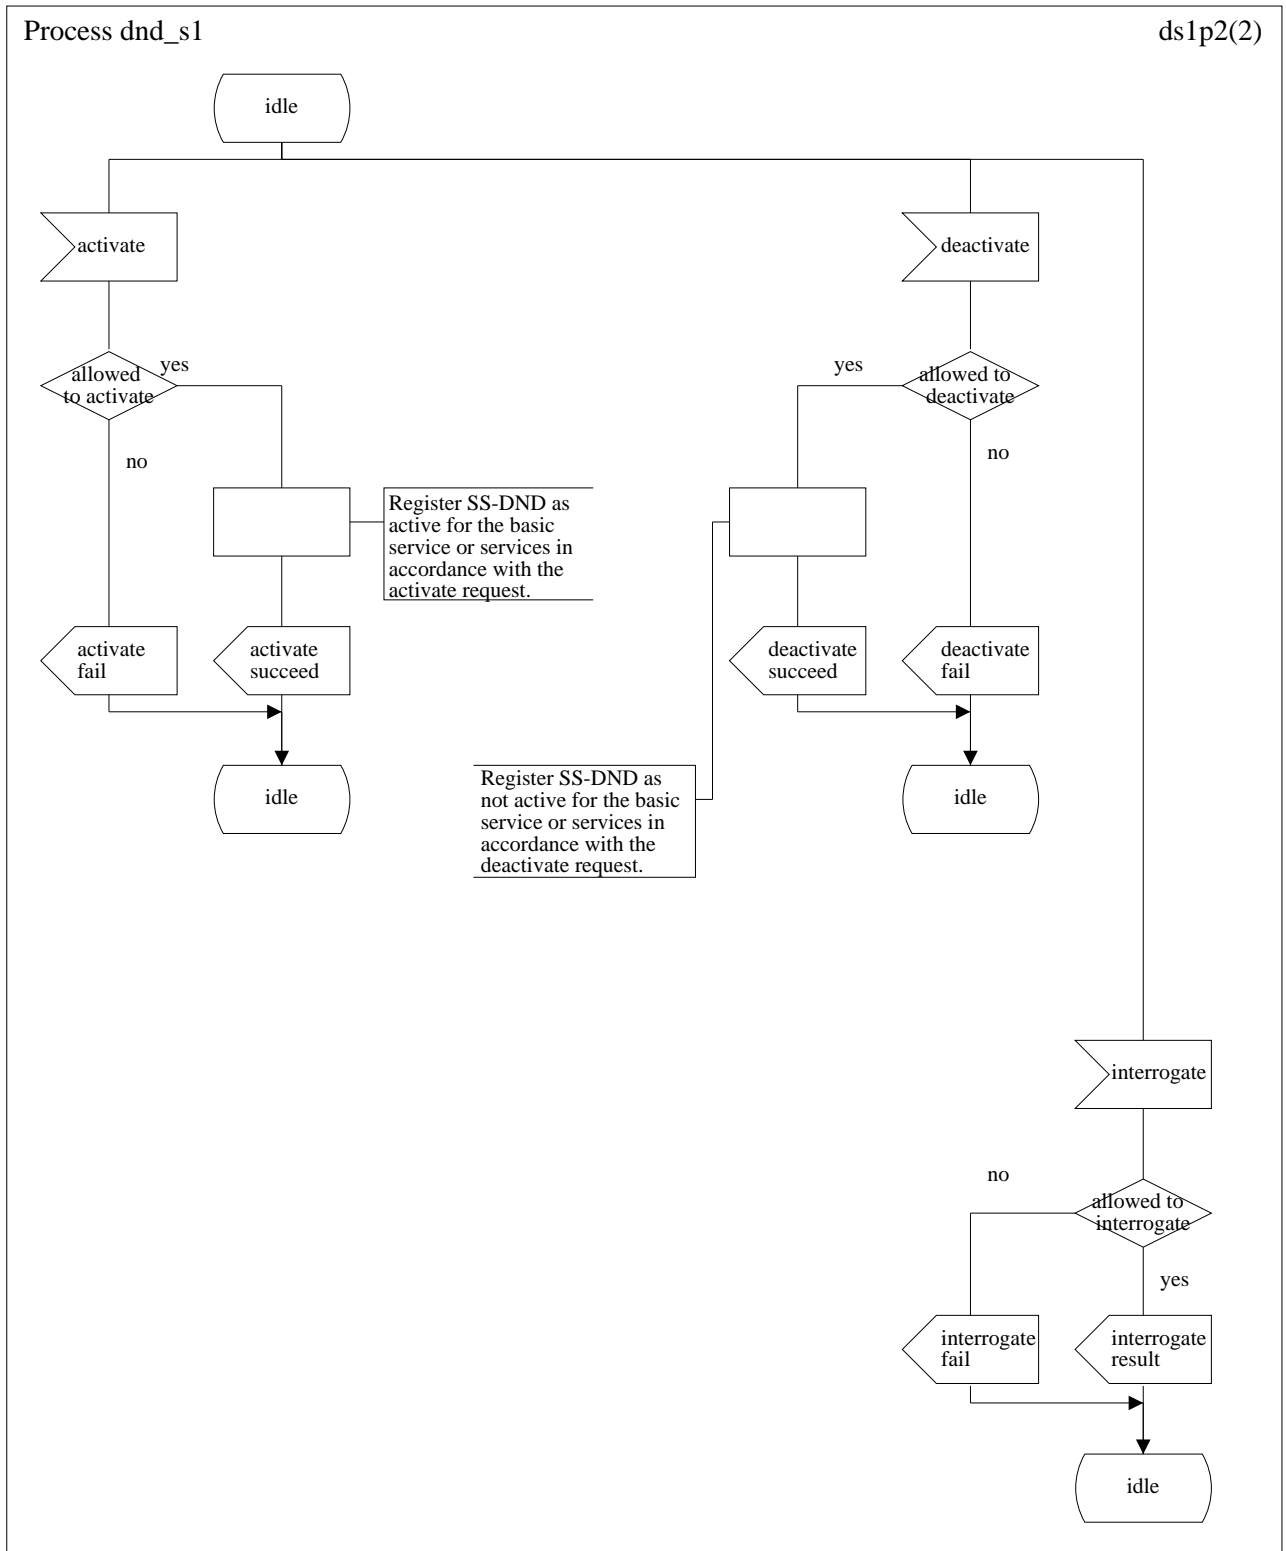 Process dnd_s1
ds1p2(2)
idle
activate
deactivate
allowed
to activate
yes
no
yes
allowed to
deactivate
no
Register SS-DND as
active for the basic
service or services in
accordance with the
activate request.
activate
fail
activate
succeed
deactivate
succeed
deactivate
fail
idle
Register SS-DND as
not active for the basic
service or services in
accordance with the
deactivate request.
idle
interrogate
no
allowed to
interrogate
yes
interrogate
fail
interrogate
result
idle